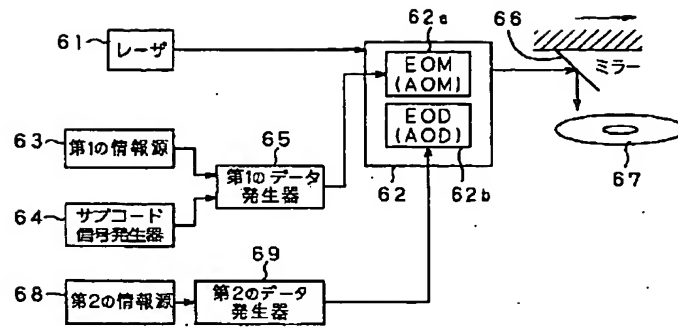 61
レーザ
62a
EOM
(AOM)
EOD
(AOD)
62
62b
66
ミラー
67
63
第1の情報源
64
サブコード
信号発生器
65
第1のデータ
発生器
68
第2の情報源
69
第2のデータ
発生器